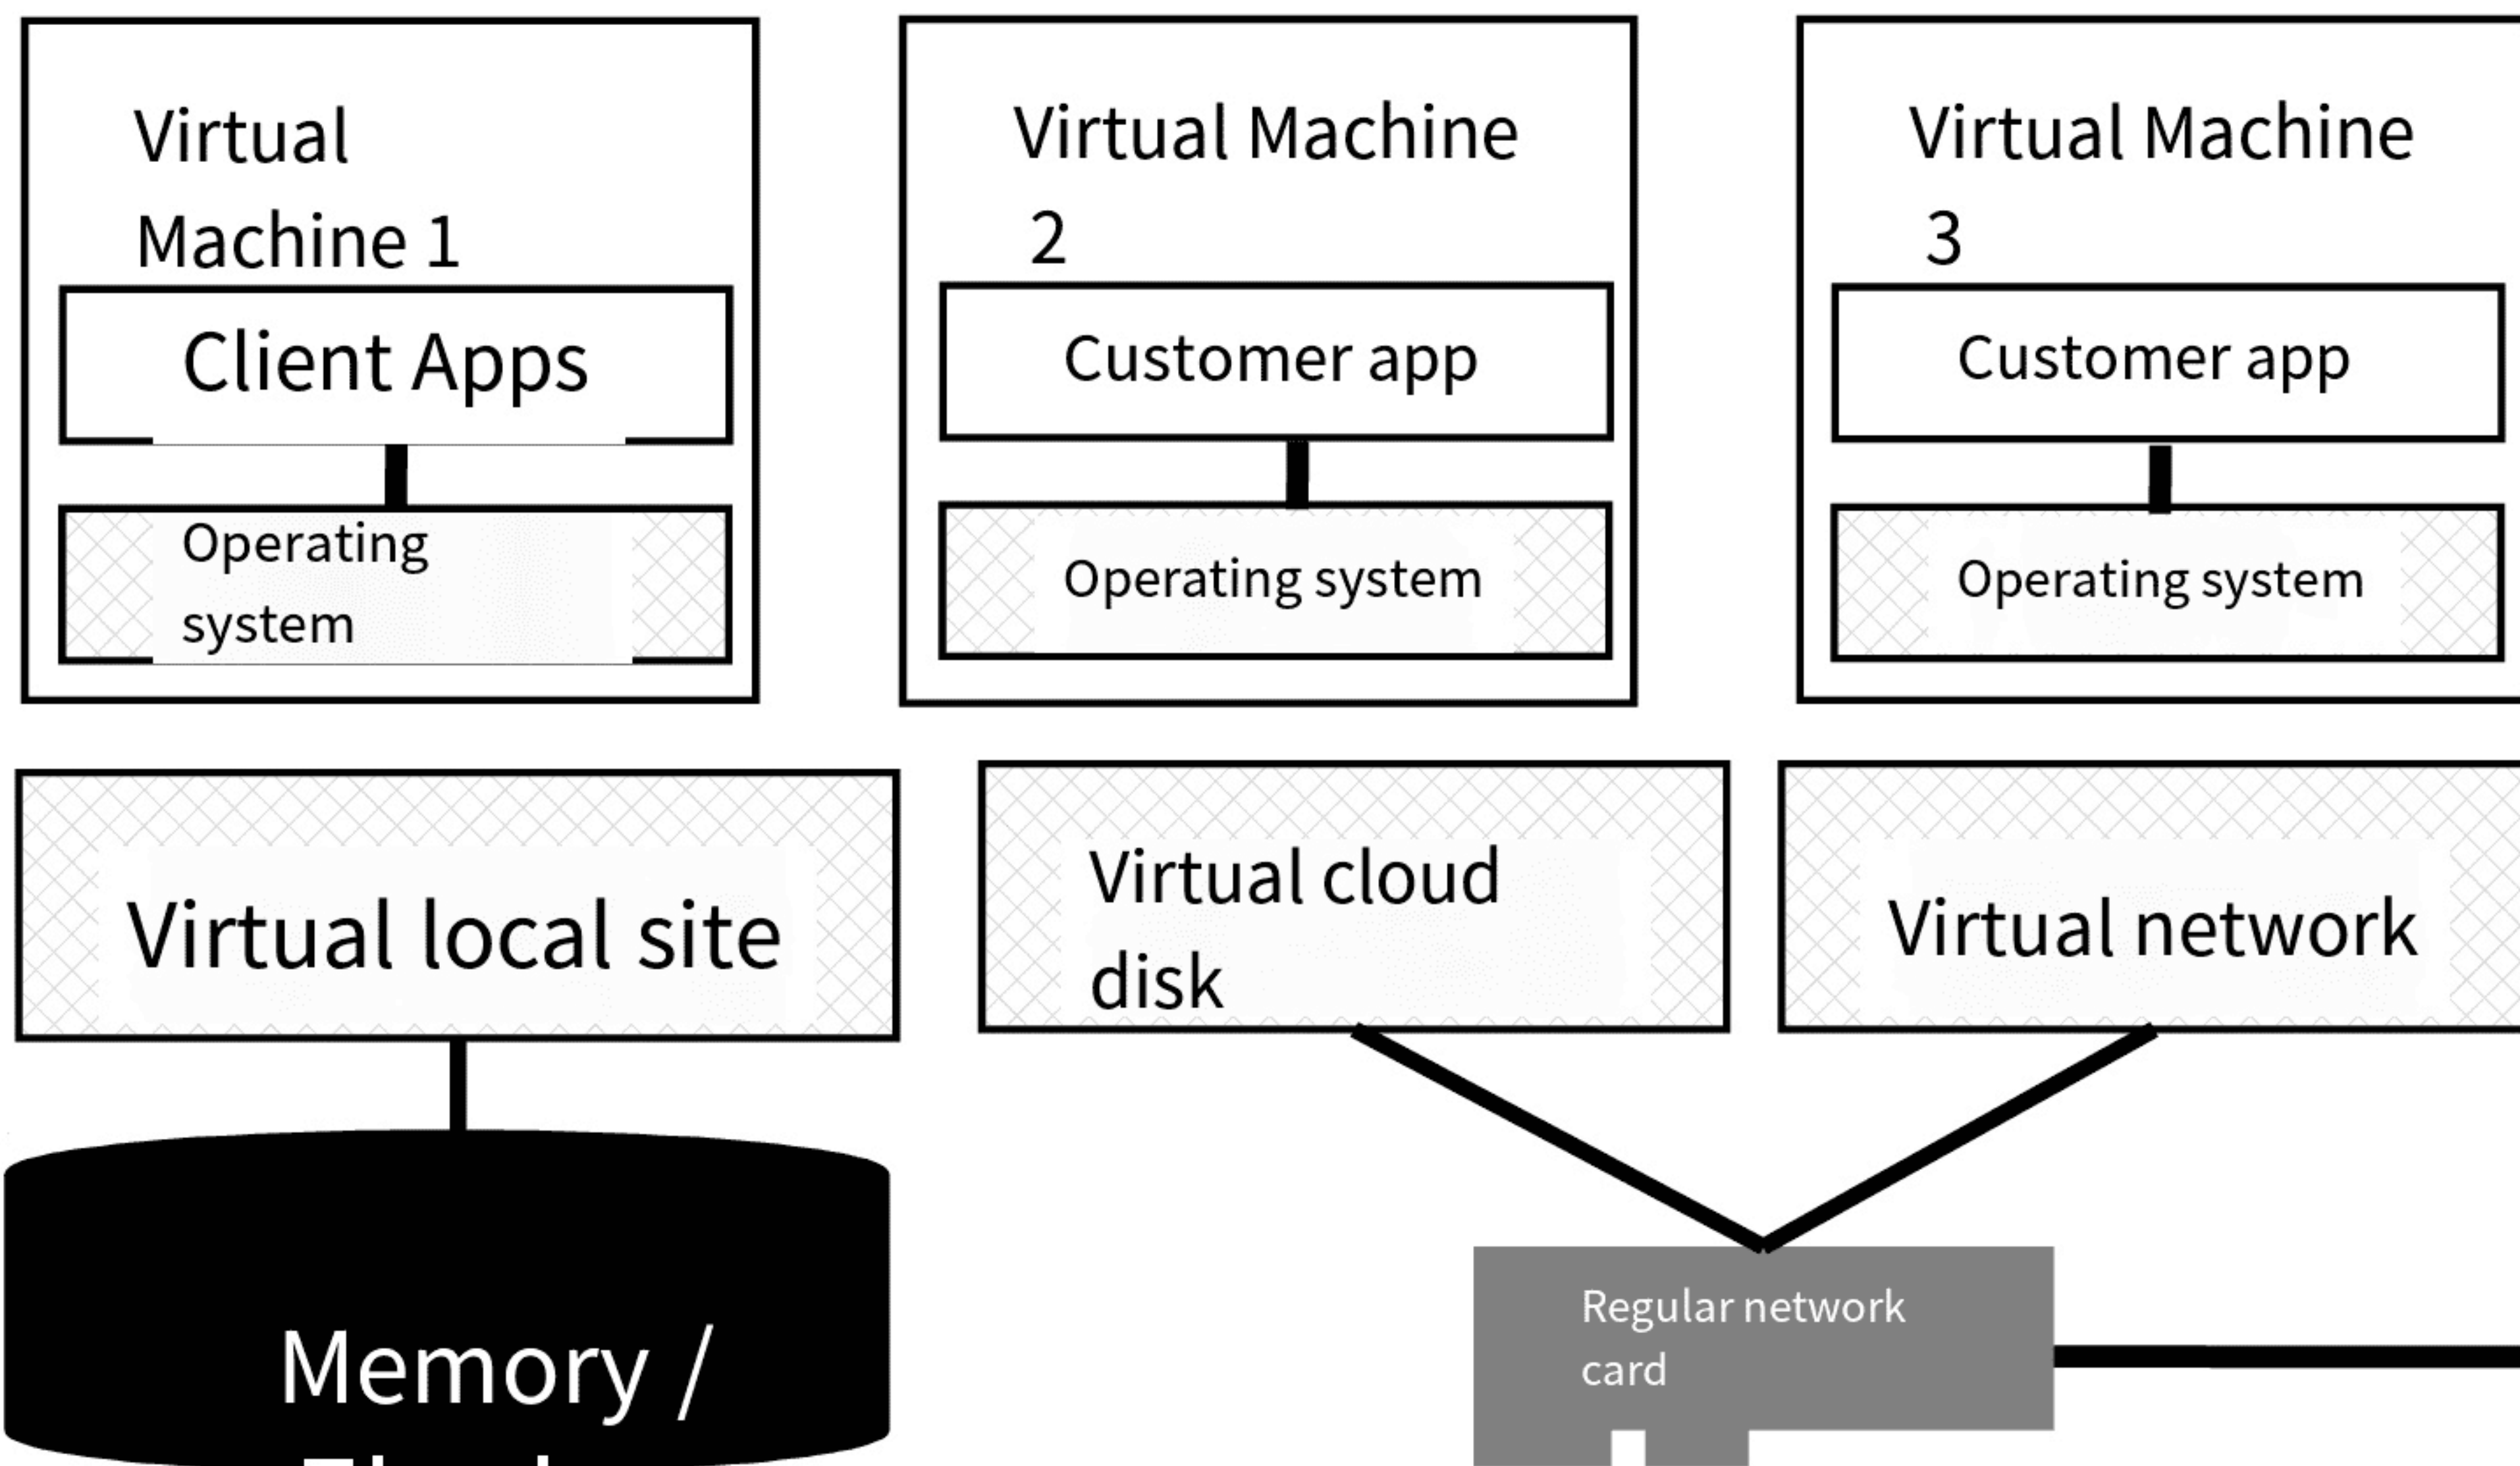 Virtual
Machine 1
Client Apps
Operating
system
Virtual Machine
2
Customer app
Operating system
Virtual Machine
3
Customer app
Operating system
Virtual local site
Virtual cloud
disk
Virtual network
Memory /
Regular network
card